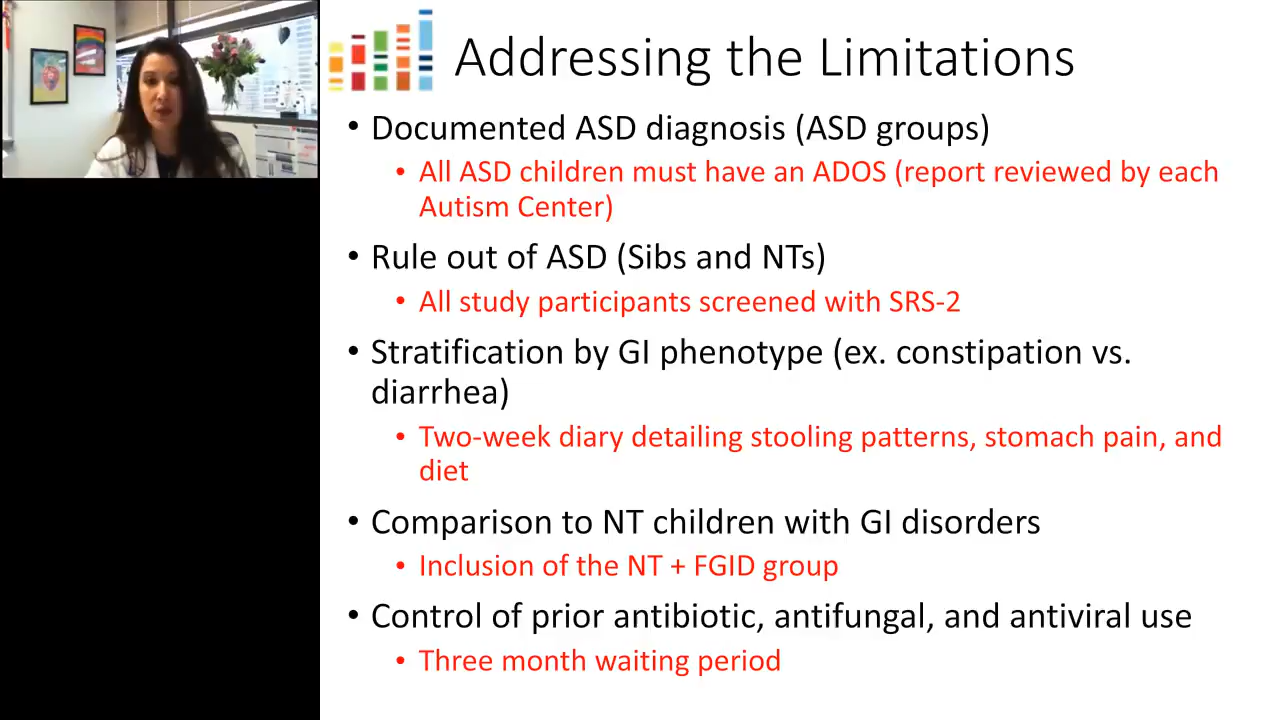 Addressing the Limitations
• Documented ASD diagnosis (ASD groups)
• All ASD children must have an ADOS (report reviewed by each
Autism Center)
• Rule out of ASD (Sibs and NTs)
• All study participants screened with SRS-2
• Stratification by GI phenotype (ex. constipation vs.
diarrhea)
• Two-week diary detailing stooling patterns, stomach pain, and
diet
• Comparison to NT children with GI disorders
• Inclusion of the NT + FGID group
• Control of prior antibiotic, antifungal, and antiviral use
• Three month waiting period